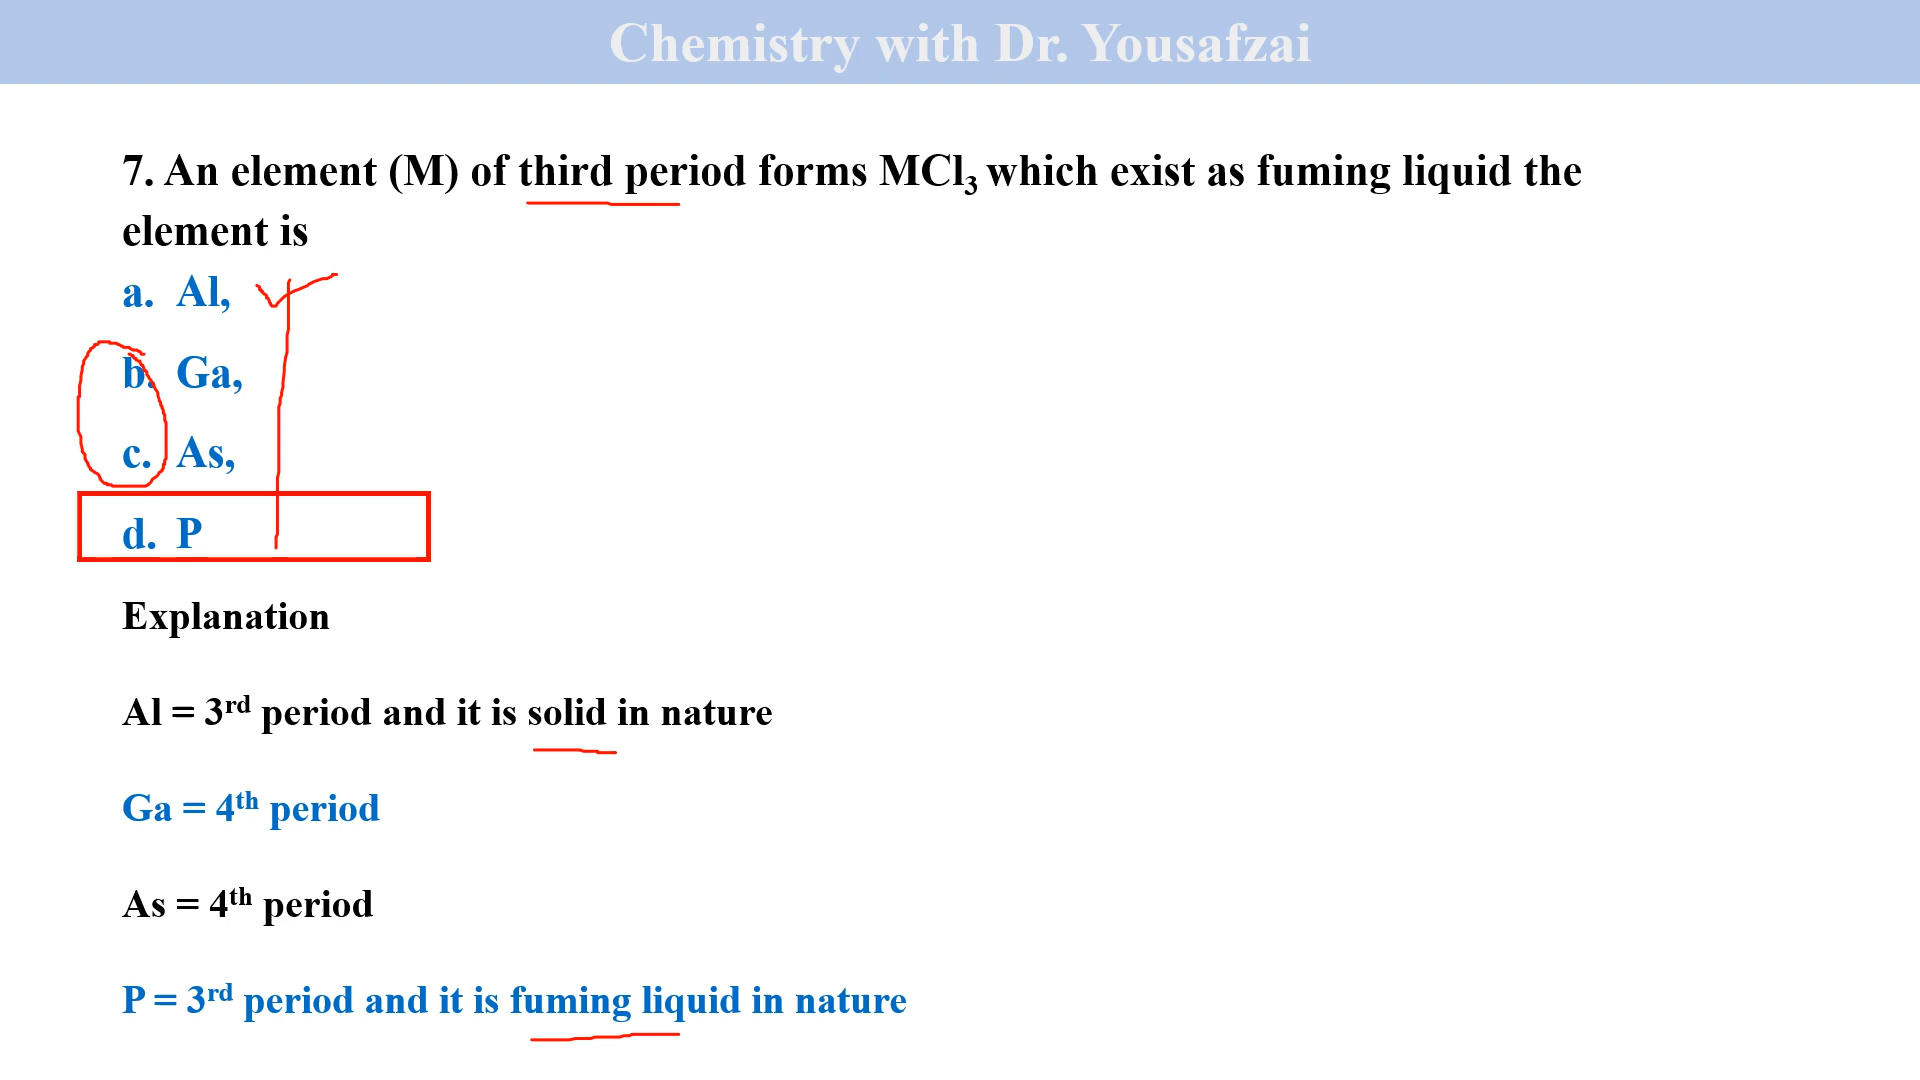 Chemistry with Dr. Yousafzai
7. An element (M) of third period forms MCl₃ which exist as fuming liquid the
element is
a. Al,
b. Ga,
c. As,
d. P
Explanation
Al = 3ʳᵈ period and it is solid in nature
Ga = 4ᵗʰ period
As = 4ᵗʰ period
P = 3ʳᵈ period and it is fuming liquid in nature